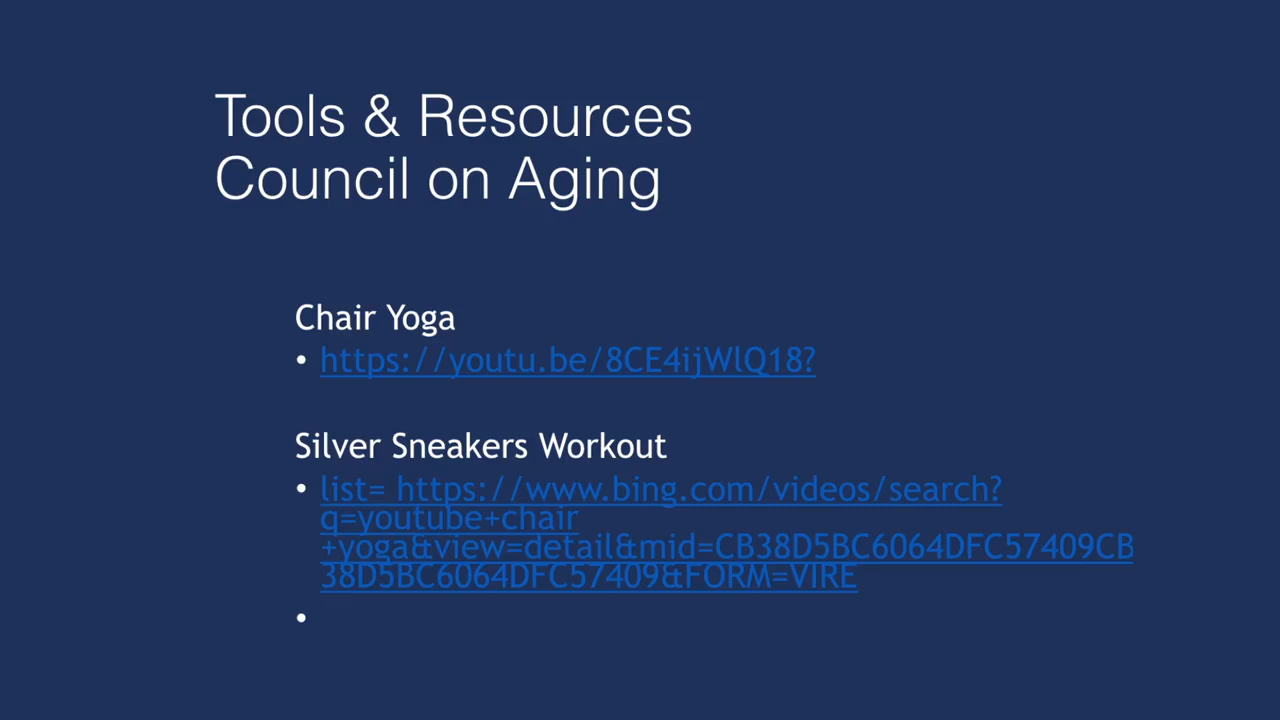 Tools & Resources
Council on Aging
Chair Yoga
• https://youtu.be/8CE4ijWlQ18?
Silver Sneakers Workout
• list= https://www.bing.com/videos/search?
q=youtube+chair
+yoga&view=detail&mid=CB38D5BC6064DFC57409CB
38D5BC6064DFC57409&FORM=VIRE
•